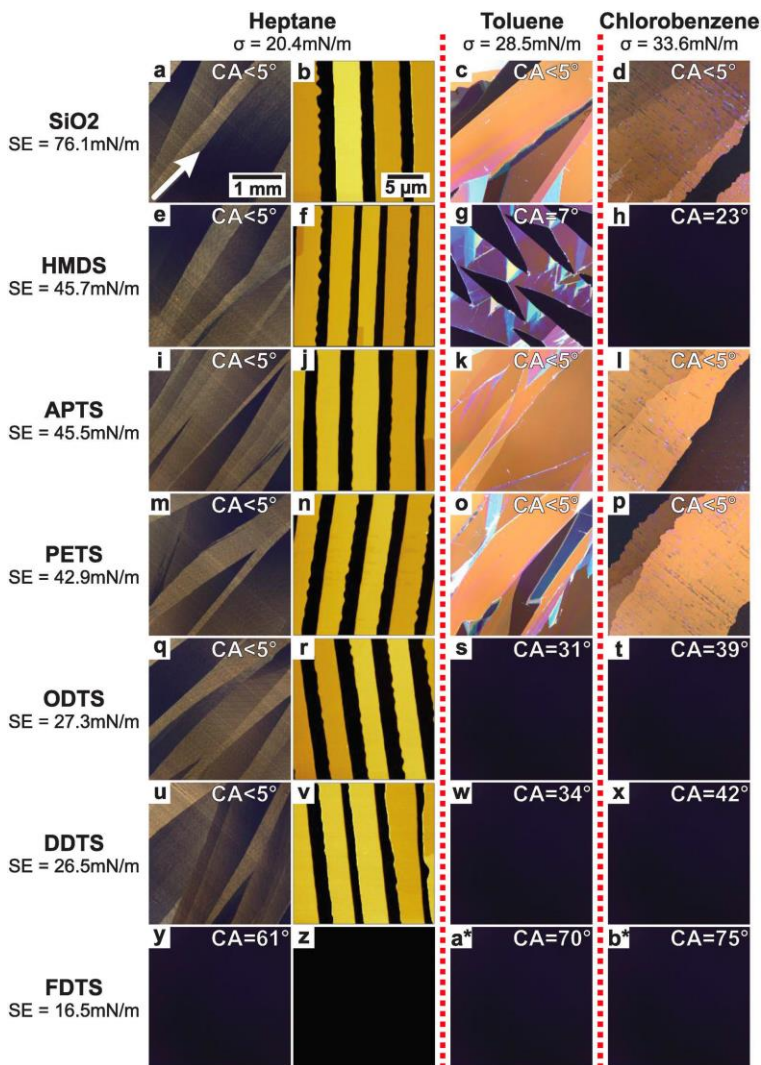 Heptane
σ = 20.4mN/m
Toluene
σ = 28.5mN/m
Chlorobenzene
σ = 33.6mN/m
SiO2
SE = 76.1mN/m
a CA<5°
1 mm
b
5 µm
c CA<5°
d CA<5°
HMDS
SE = 45.7mN/m
e CA<5°
f
g CA=7°
h CA=23°
APTS
SE = 45.5mN/m
i CA<5°
j
k CA<5°
l CA<5°
PETS
SE = 42.9mN/m
m CA<5°
n
o CA<5°
p CA<5°
ODTS
SE = 27.3mN/m
q CA<5°
r
s CA=31°
t CA=39°
DDTS
SE = 26.5mN/m
u CA<5°
v
w CA=34°
x CA=42°
FDTS
SE = 16.5mN/m
y CA=61°
z
a* CA=70°
b* CA=75°